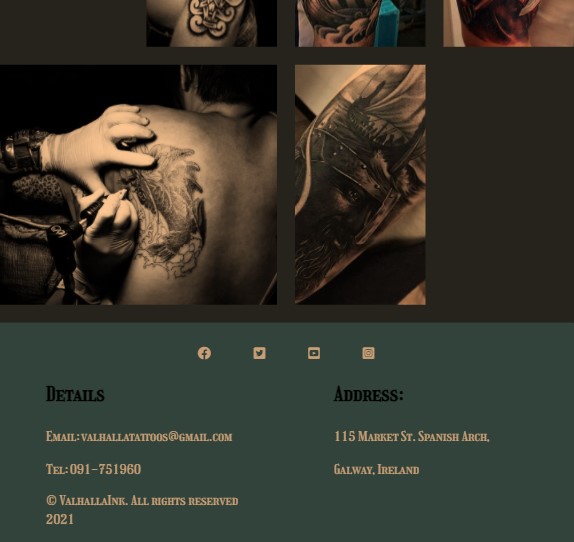 Details
Address:
Email: valhallatattoos@gmail.com
115 Market St. Spanish Arch,
Tel: 091-751960
Galway, Ireland
© ValhallaInk. All rights reserved
2021